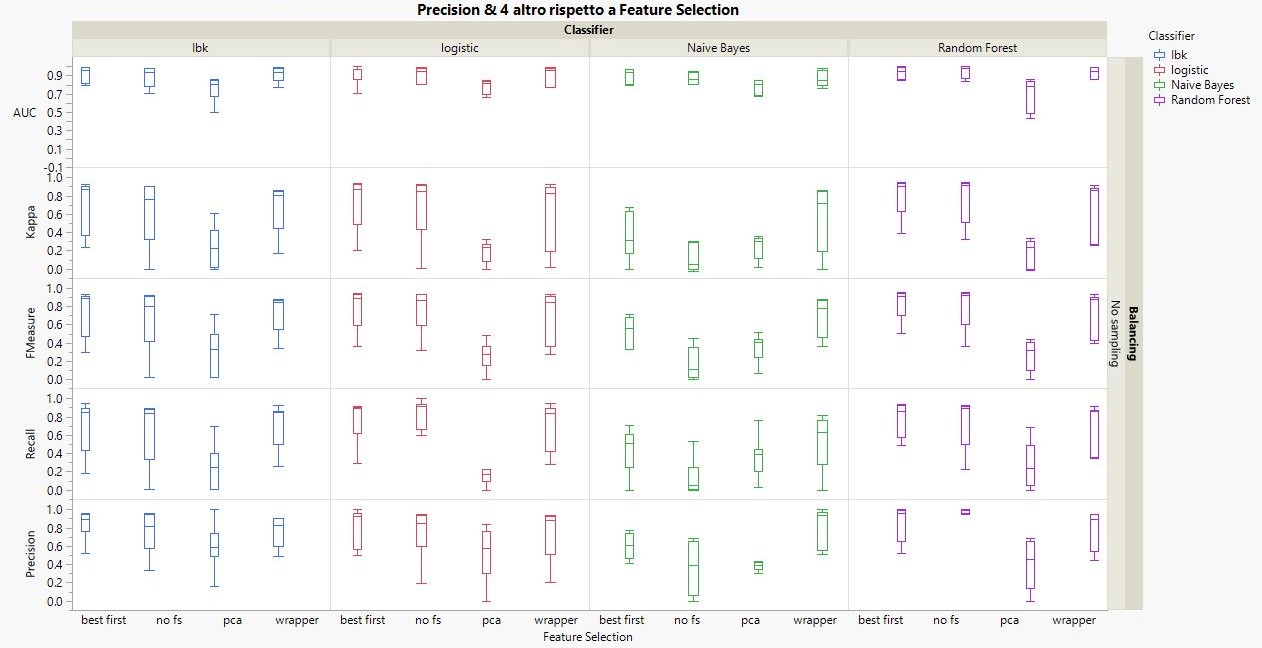 Precision & 4 altro rispetto a Feature Selection
Classifier
Ibk
logistic
Naive Bayes
Random Forest
AUC
0.9
0.7
0.5
0.3
0.1
-0.1
Kappa
1.0
0.8
0.6
0.4
0.2
0.0
FMeasure
1.0
0.8
0.6
0.4
0.2
0.0
Recall
1.0
0.8
0.6
0.4
0.2
0.0
Precision
1.0
0.8
0.6
0.4
0.2
0.0
best first no fs pca wrapper best first no fs pca wrapper best first no fs pca wrapper best first no fs pca wrapper
Feature Selection
No sampling
Balancing
Classifier
Ibk
logistic
Naive Bayes
Random Forest